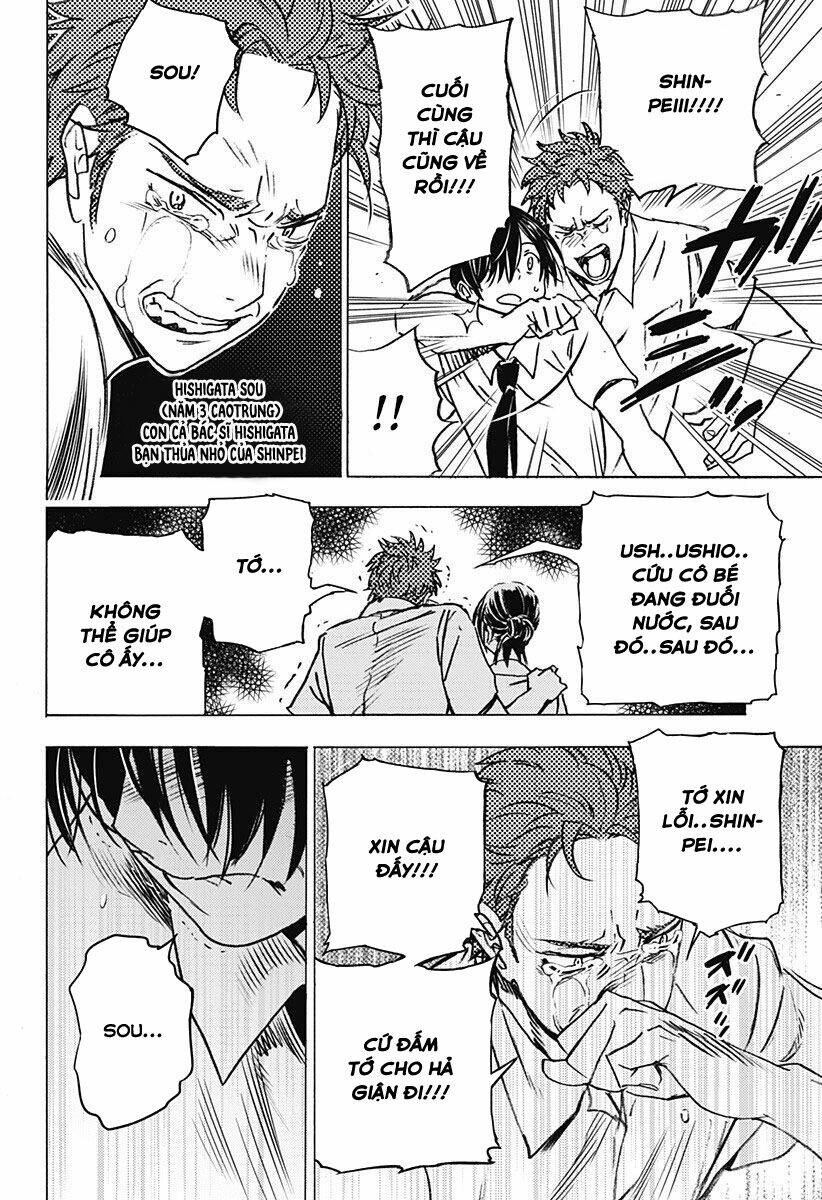 SHIN-
PEIII!!!!
CUỐI
CÙNG
THÌ CẬU
CŨNG VỀ
RỒI!!!
!!
SOU!
HISHIGATA SOU
(NĂM 3 CAOTRUNG)
CON CẢ BÁC SĨ HISHIGATA
BẠN THỦA NHỎ CỦA SHINPEI
USH..USHIO..
CỨU CÔ BÉ
ĐANG ĐUỐI
NƯỚC, SAU
ĐÓ..SAU ĐÓ...
TỚ...
KHÔNG
THỂ GIÚP
CÔ ẤY...
TỚ XIN
LỖI..SHIN-
PEI....
XIN CẬU
ĐẤY!!!
CỨ ĐẤM
TỚ CHO HẢ
GIẬN ĐI!!!
SOU...